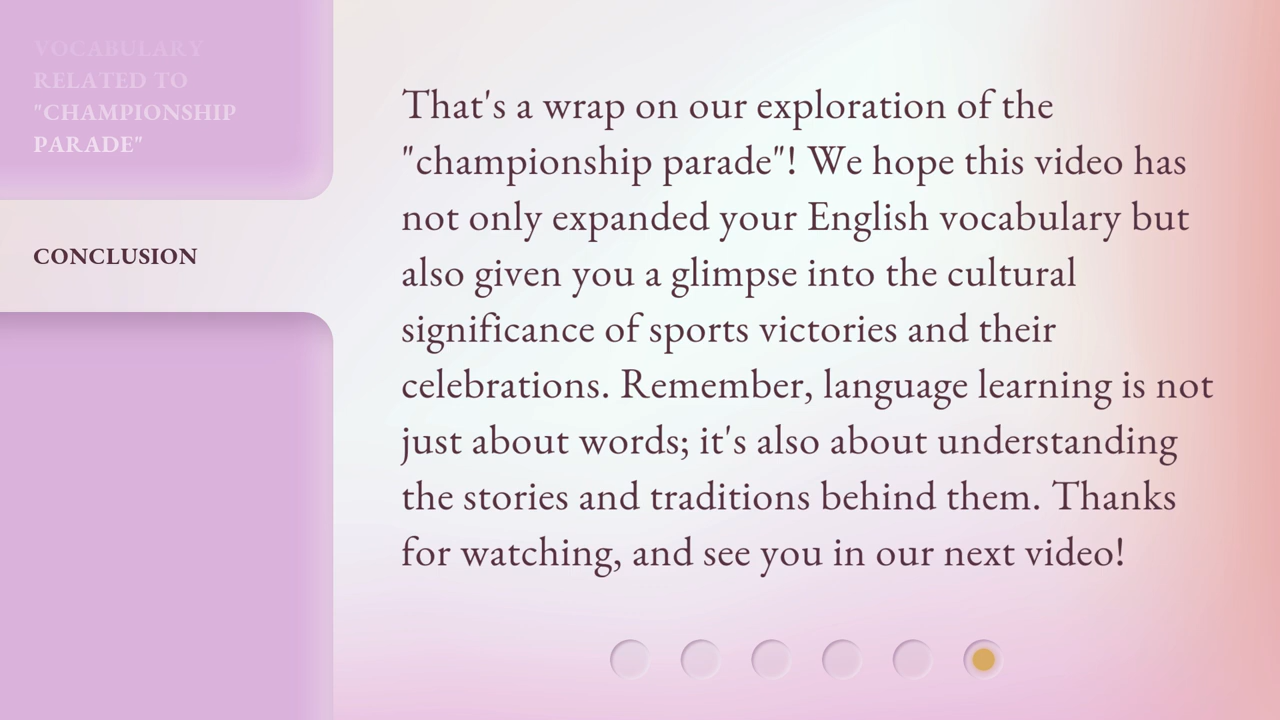 VOCABULARY
RELATED TO
"CHAMPIONSHIP
PARADE"
CONCLUSION
That's a wrap on our exploration of the
"championship parade"! We hope this video has
not only expanded your English vocabulary but
also given you a glimpse into the cultural
significance of sports victories and their
celebrations. Remember, language learning is not
just about words; it's also about understanding
the stories and traditions behind them. Thanks
for watching, and see you in our next video!